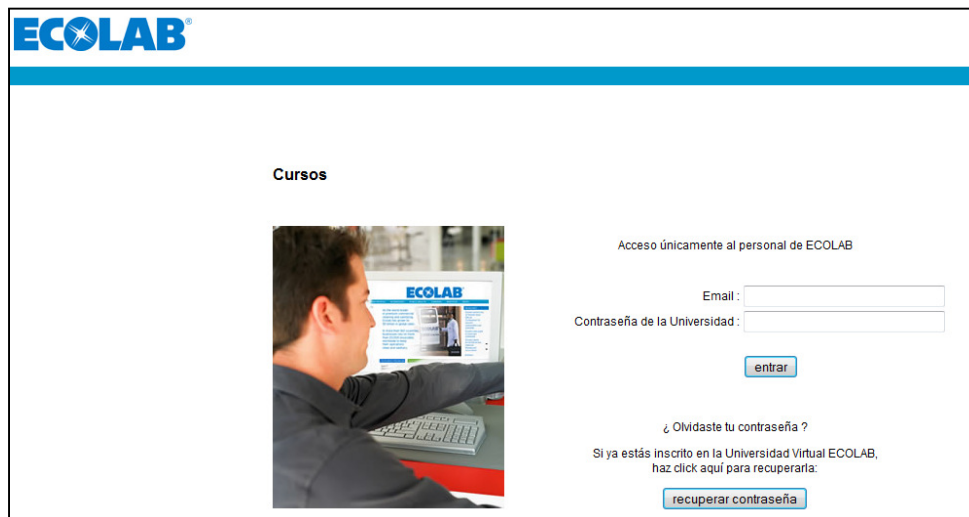 ECOLAB®
Cursos
Acceso únicamente al personal de ECOLAB
ECOLAB
Email :
Contraseña de la Universidad :
entrar
¿ Olvidaste tu contraseña ?
Si ya estás inscrito en la Universidad Virtual ECOLAB,
haz click aquí para recuperarla:
recuperar contraseña